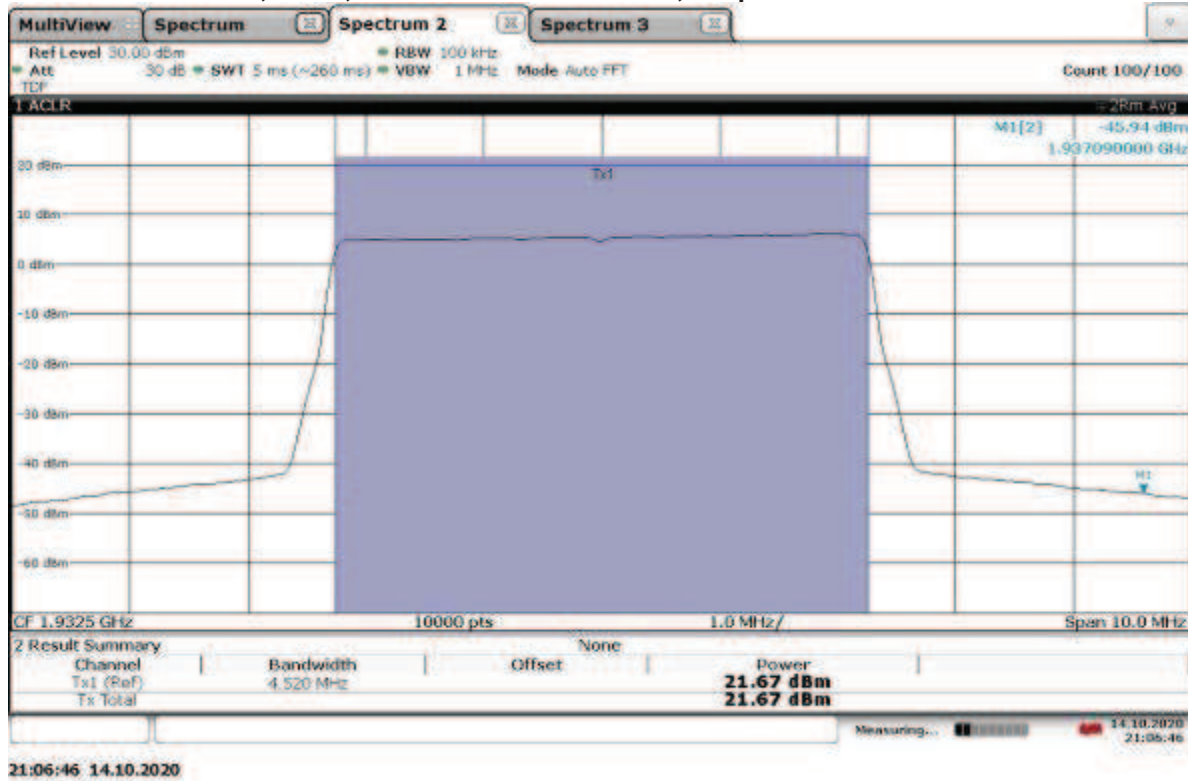 MultiView Spectrum Spectrum 2 Spectrum 3
Ref Level 30.00 dBm RBW 100 kHz
Att 30 dB SWT 5 ms (~260 ms) VBW 1 MHz Mode Auto FFT Count 100/100
TDF
1 ACLR 2Rm Avg
M1[2] -45.94 dBm
1.937090000 GHz
20 dBm
Tx1
10 dBm
0 dBm
-10 dBm
-20 dBm
-30 dBm
-40 dBm
M1
-50 dBm
-60 dBm
CF 1.9325 GHz 10000 pts 1.0 MHz/ Span 10.0 MHz
2 Result Summary None
Channel Bandwidth Offset Power
Tx1 (Ref) 4.520 MHz 21.67 dBm
Tx Total 21.67 dBm
Measuring... 14.10.2020
21:06:46
21:06:46 14.10.2020